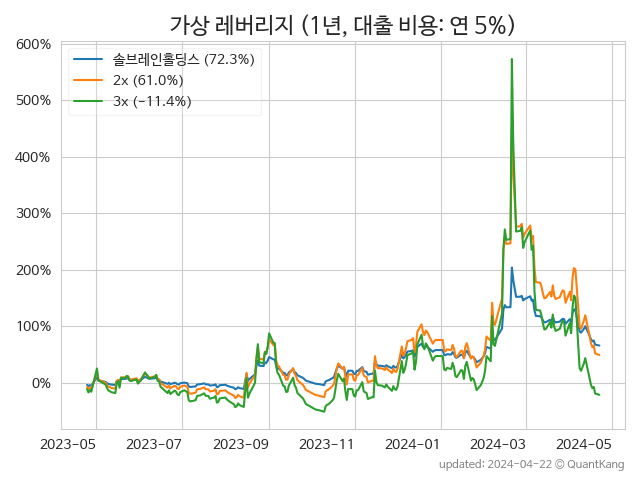 가상 레버리지 (1년, 대출 비용: 연 5%)
600%
500%
400%
300%
200%
100%
0%
솔브레인홀딩스 (72.3%)
2x (61.0%)
3x (-11.4%)
2023-05
2023-07
2023-09
2023-11
2024-01
2024-03
2024-05
updated: 2024-04-22 © QuantKang